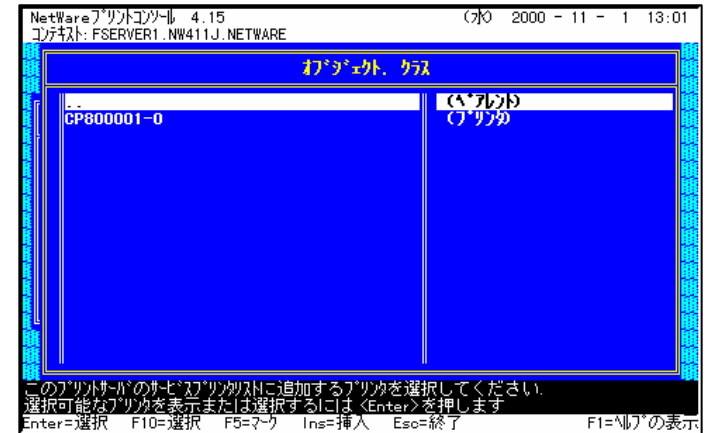 NetWareﾌﾟﾘﾝﾄｺﾝｿｰﾙ 4.15 (水) 2000 - 11 - 1 13:01
ｺﾝﾃｷｽﾄ: FSERVER1.NW411J.NETWARE
ｵﾌﾞｼﾞｪｸﾄ. ｸﾗｽ
.. (ﾍﾟｱﾚﾝﾄ)
CP800001-0 (ﾌﾟﾘﾝﾀ)
このﾌﾟﾘﾝﾄｻｰﾊﾞのｻｰﾋﾞｽﾌﾟﾘﾝﾀﾘｽﾄに追加するﾌﾟﾘﾝﾀを選択してください.
選択可能なﾌﾟﾘﾝﾀを表示または選択するには <Enter>を押します
Enter=選択 F10=選択 F5=ﾏｰｸ Ins=挿入 Esc=終了 F1=ﾍﾙﾌﾟの表示